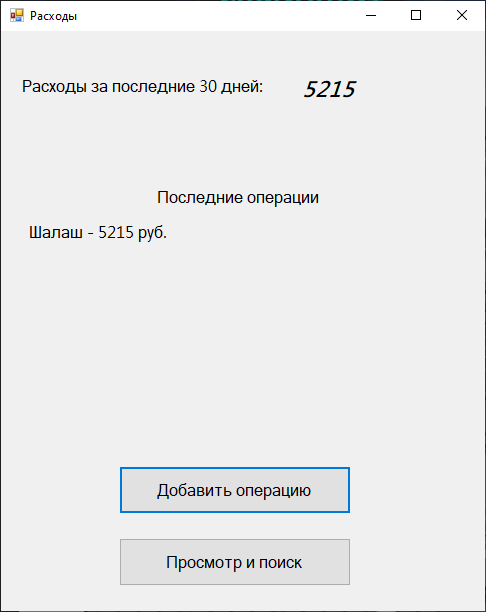 Расходы
Расходы за последние 30 дней: 5215
Последние операции
Шалаш - 5215 руб.
Добавить операцию
Просмотр и поиск